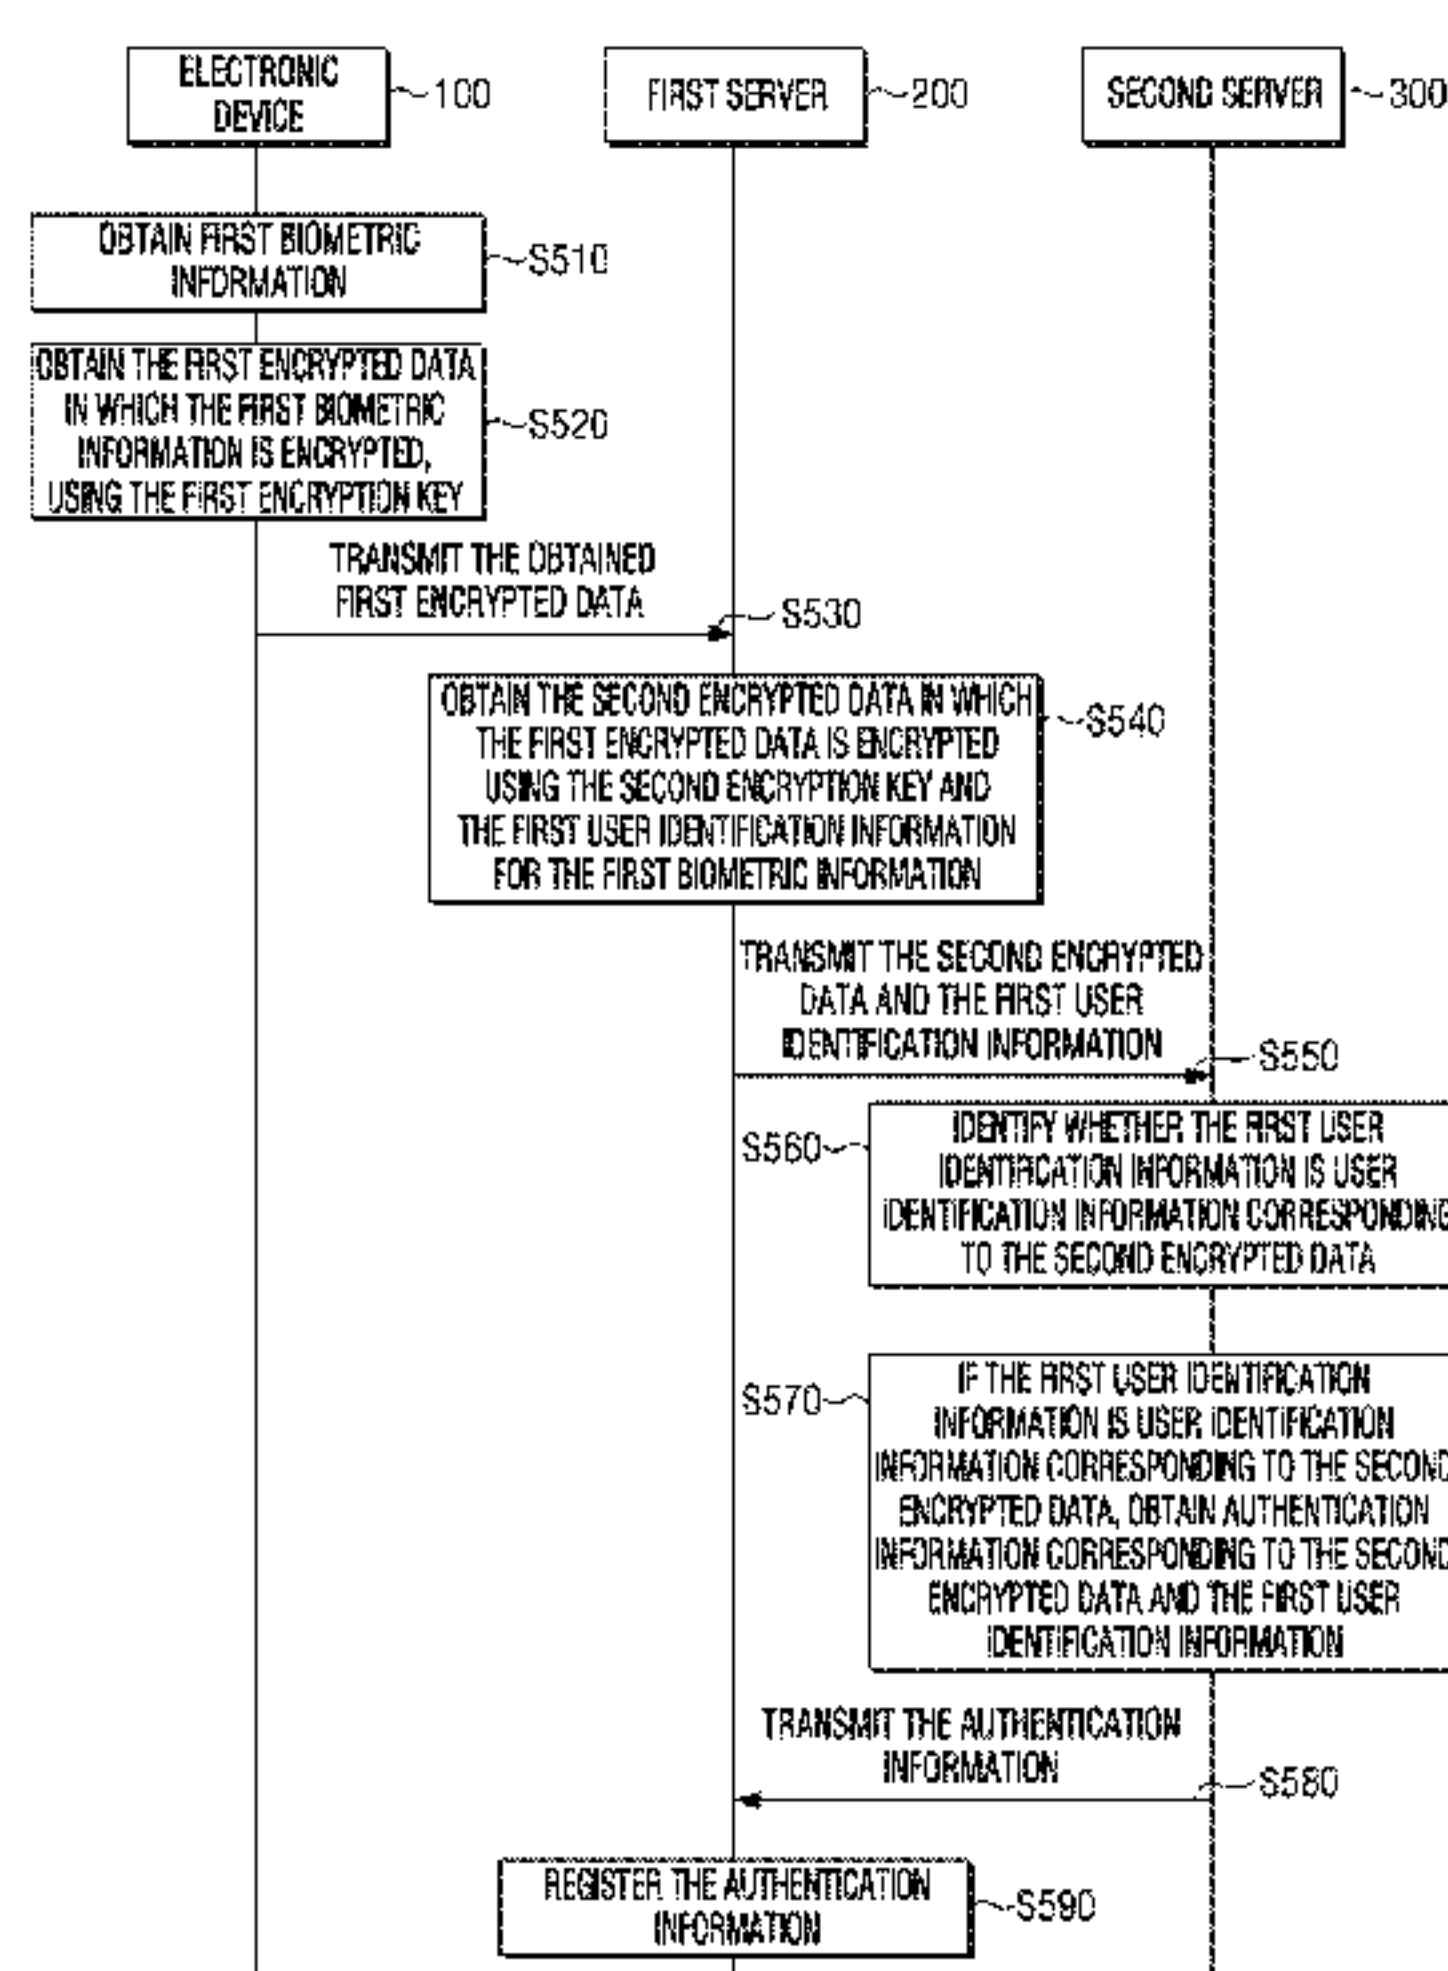 ELECTRONIC
DEVICE
100
FIRST SERVER
200
SECOND SERVER
300
OBTAIN FIRST BIOMETRIC
INFORMATION
S510
OBTAIN THE FIRST ENCRYPTED DATA
IN WHICH THE FIRST BIOMETRIC
INFORMATION IS ENCRYPTED,
USING THE FIRST ENCRYPTION KEY
S520
TRANSMIT THE OBTAINED
FIRST ENCRYPTED DATA
S530
OBTAIN THE SECOND ENCRYPTED DATA IN WHICH
THE FIRST ENCRYPTED DATA IS ENCRYPTED
USING THE SECOND ENCRYPTION KEY AND
THE FIRST USER IDENTIFICATION INFORMATION
FOR THE FIRST BIOMETRIC INFORMATION
S540
TRANSMIT THE SECOND ENCRYPTED
DATA AND THE FIRST USER
IDENTIFICATION INFORMATION
S550
S560
IDENTIFY WHETHER THE FIRST USER
IDENTIFICATION INFORMATION IS USER
IDENTIFICATION INFORMATION CORRESPONDING
TO THE SECOND ENCRYPTED DATA
S570
IF THE FIRST USER IDENTIFICATION
INFORMATION IS USER IDENTIFICATION
INFORMATION CORRESPONDING TO THE SECOND
ENCRYPTED DATA, OBTAIN AUTHENTICATION
INFORMATION CORRESPONDING TO THE SECOND
ENCRYPTED DATA AND THE FIRST USER
IDENTIFICATION INFORMATION
TRANSMIT THE AUTHENTICATION
INFORMATION
S580
REGISTER THE AUTHENTICATION
INFORMATION
S590